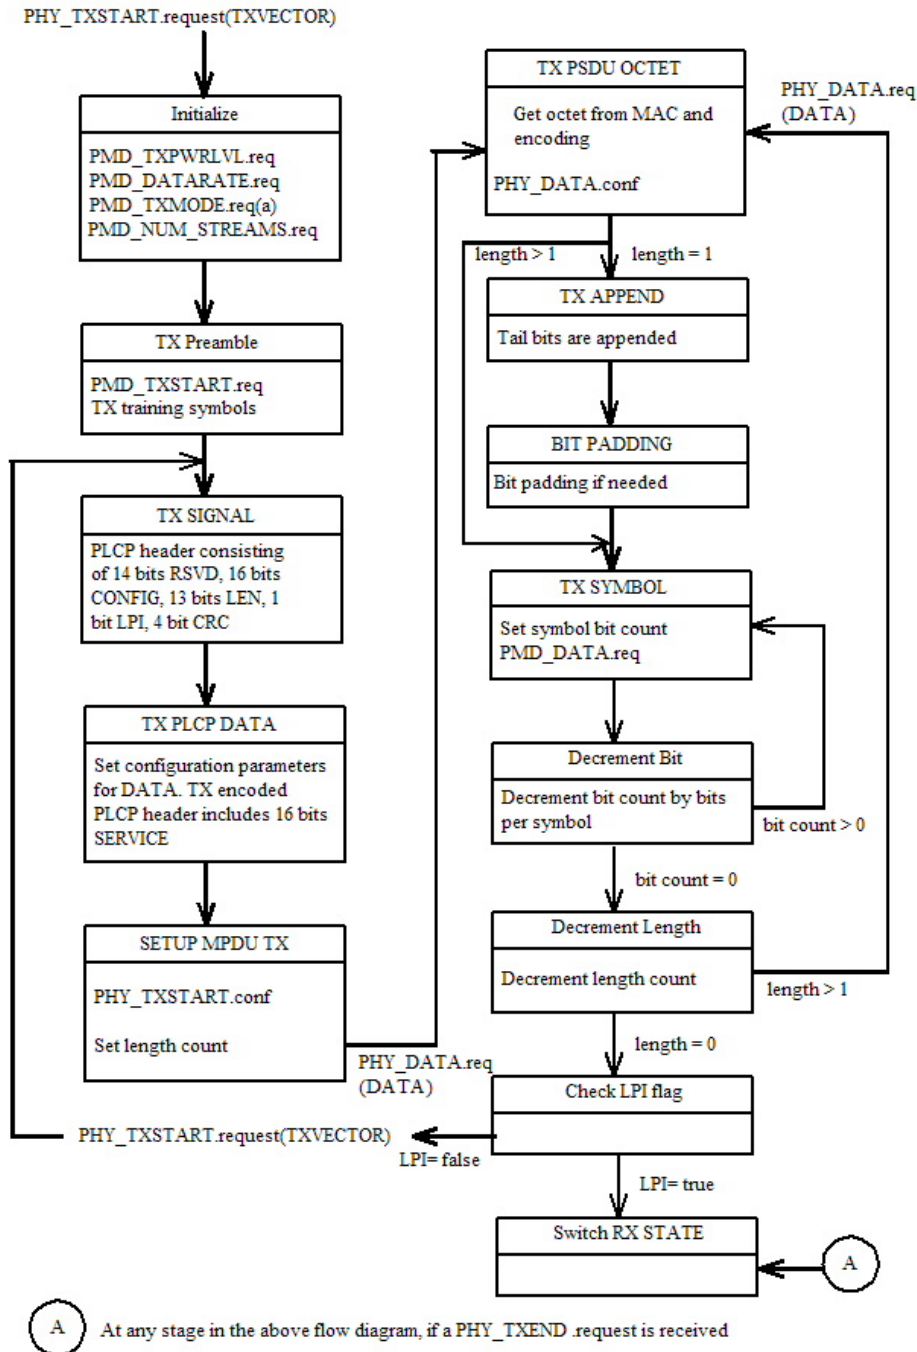 PHY_TXSTART.request(TXVECTOR)
Initialize
PMD_TXPWRLVL.req
PMD_DATARATE.req
PMD_TXMODE.req(a)
PMD_NUM_STREAMS.req
TX Preamble
PMD_TXSTART.req
TX training symbols
TX SIGNAL
PLCP header consisting
of 14 bits RSVD, 16 bits
CONFIG, 13 bits LEN, 1
bit LPI, 4 bit CRC
TX PLCP DATA
Set configuration parameters
for DATA. TX encoded
PLCP header includes 16 bits
SERVICE
SETUP MPDU TX
PHY_TXSTART.conf
Set length count
PHY_DATA.req
(DATA)
TX PSDU OCTET
Get octet from MAC and
encoding
PHY_DATA.conf
PHY_DATA.req
(DATA)
length > 1
length = 1
TX APPEND
Tail bits are appended
BIT PADDING
Bit padding if needed
TX SYMBOL
Set symbol bit count
PMD_DATA.req
Decrement Bit
Decrement bit count by bits
per symbol
bit count > 0
bit count = 0
Decrement Length
Decrement length count
length > 1
length = 0
Check LPI flag
PHY_TXSTART.request(TXVECTOR)
LPI= false
LPI= true
Switch RX STATE
A
A
At any stage in the above flow diagram, if a PHY_TXEND .request is received